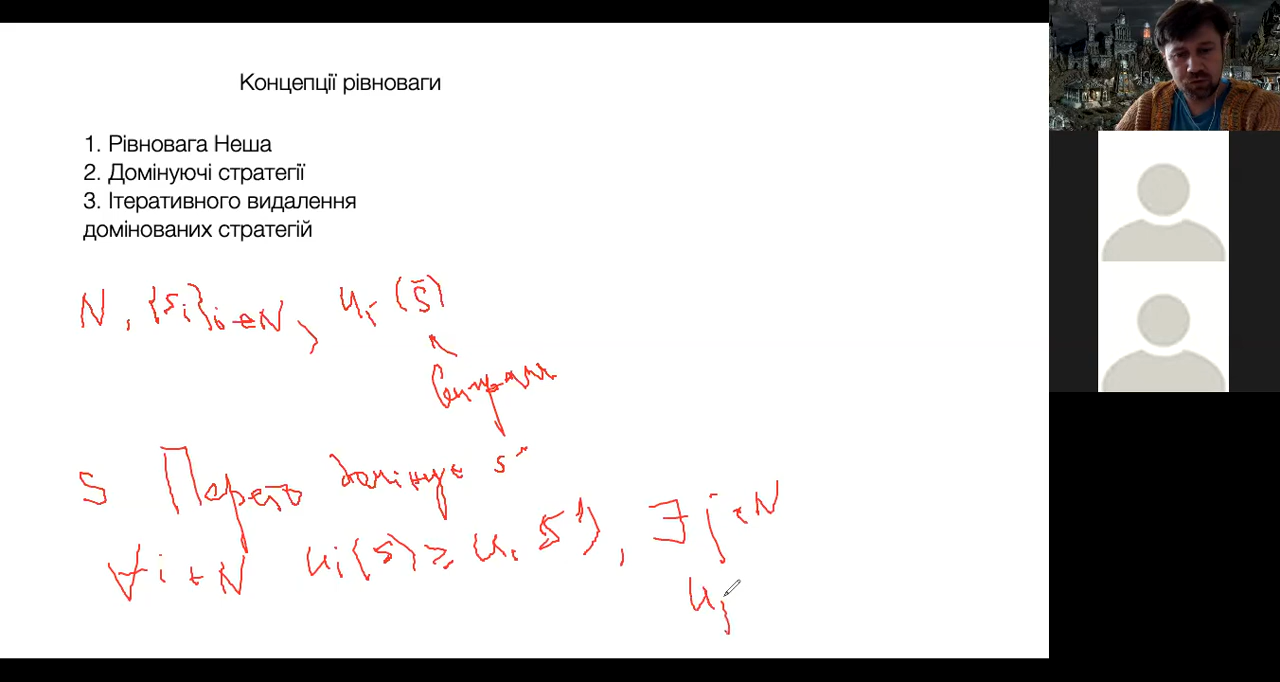 Концепції рівноваги
1. Рівновага Неша
2. Домінуючі стратегії
3. Ітеративного видалення
домінованих стратегій
N, {Si}i∈N, ui (s̄)
S Парето домінує s'
∀i∈N ui(s) ≥ ui S'), ∃j∈N
uj